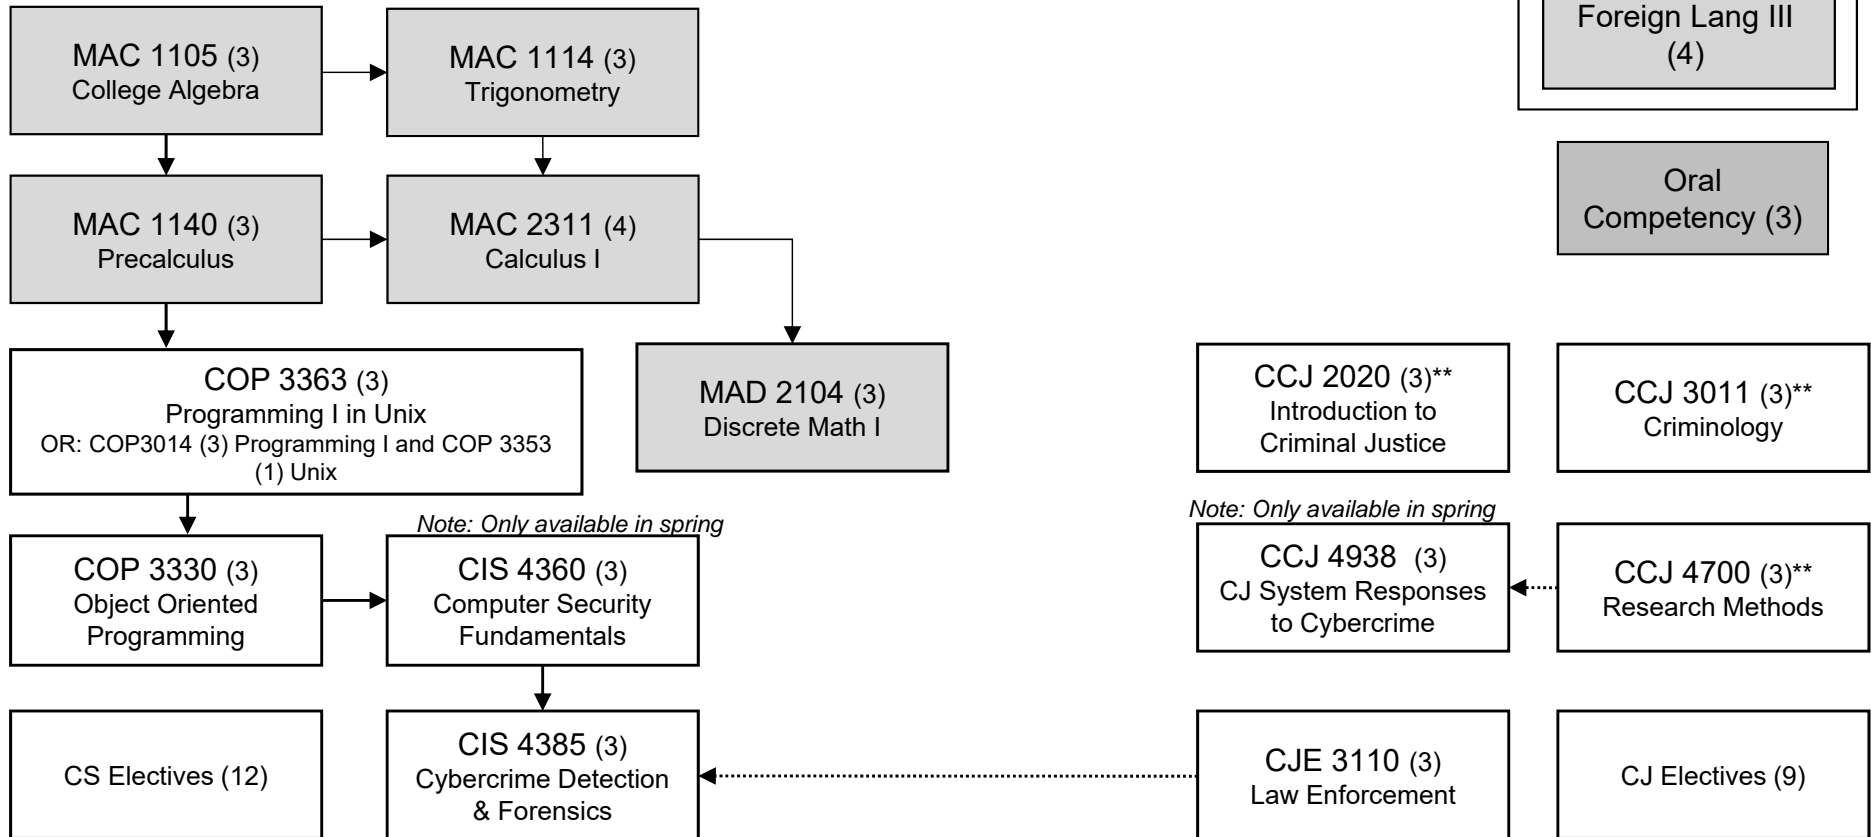 MAC 1105 (3)
College Algebra
MAC 1114 (3)
Trigonometry
Foreign Lang III
(4)
MAC 1140 (3)
Precalculus
MAC 2311 (4)
Calculus I
Oral
Competency (3)
COP 3363 (3)
Programming I in Unix
OR: COP3014 (3) Programming I and COP 3353
(1) Unix
MAD 2104 (3)
Discrete Math I
CCJ 2020 (3)**
Introduction to
Criminal Justice
CCJ 3011 (3)**
Criminology
COP 3330 (3)
Object Oriented
Programming
Note: Only available in spring
CIS 4360 (3)
Computer Security
Fundamentals
Note: Only available in spring
CCJ 4938 (3)
CJ System Responses
to Cybercrime
CCJ 4700 (3)**
Research Methods
CS Electives (12)
CIS 4385 (3)
Cybercrime Detection
& Forensics
CJE 3110 (3)
Law Enforcement
CJ Electives (9)